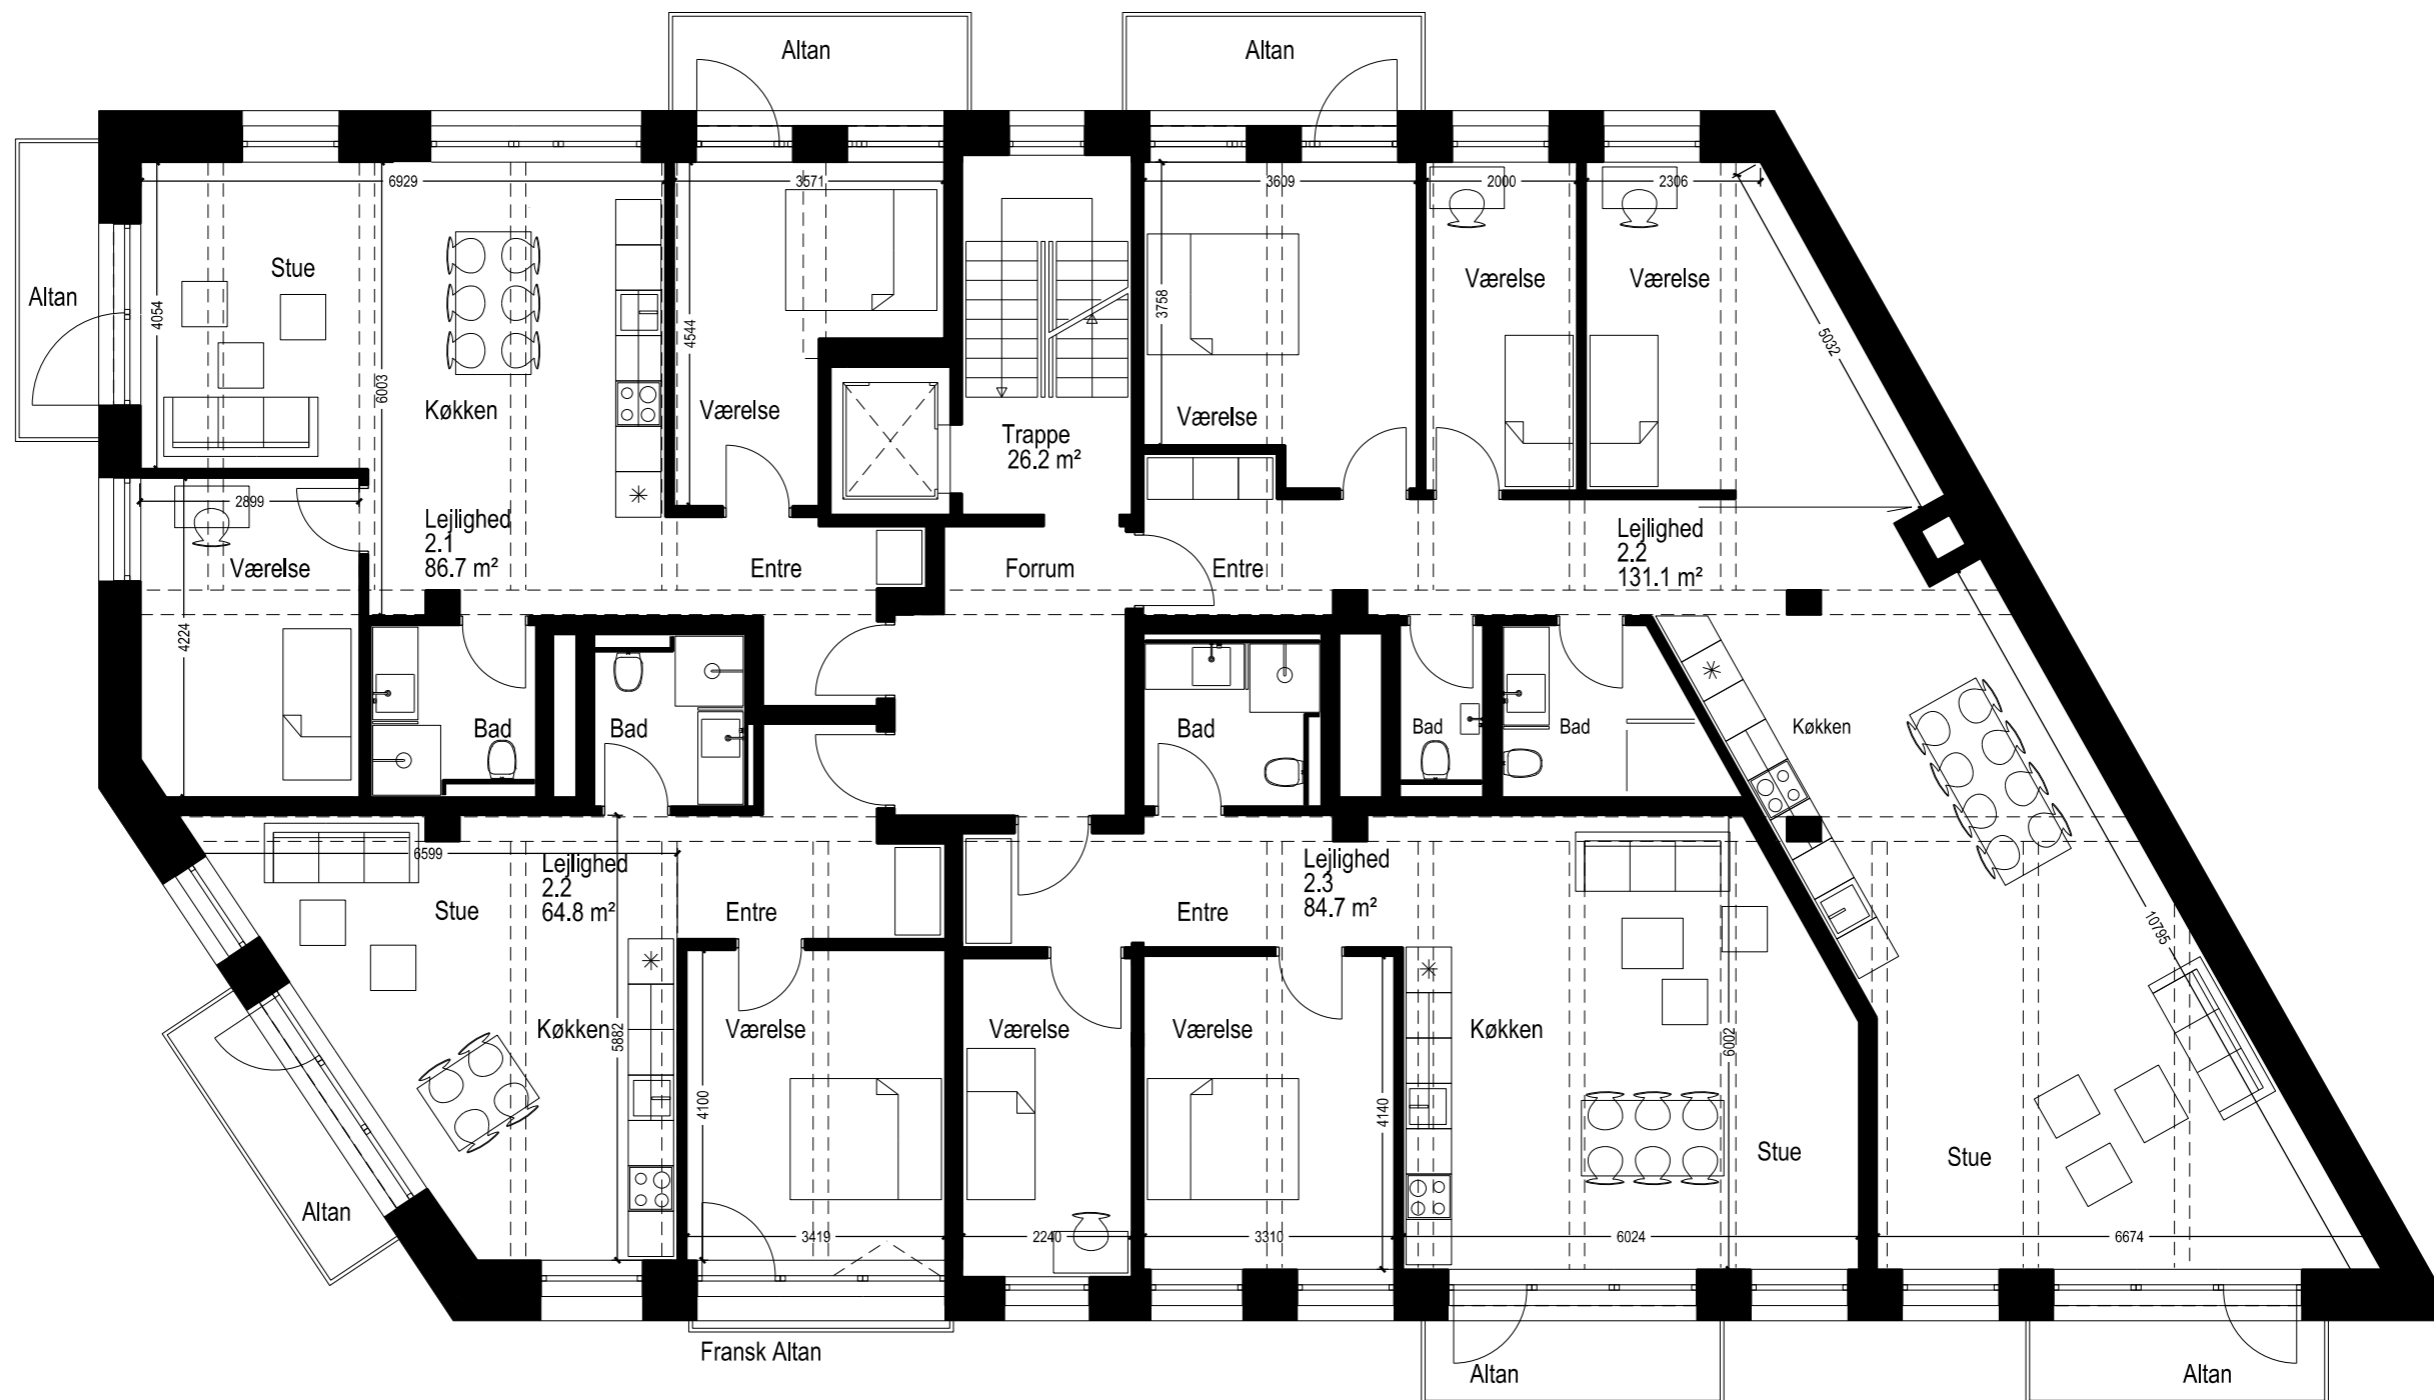 Altan
Altan
6929
3571
3609
2000
2306
Stue
Altan
4054
4544
3758
Værelse
Værelse
5032
6003
Køkken
Værelse
Værelse
Trappe
26.2 m²
2899
Lejlighed
2.1
86.7 m²
Værelse
Entre
Forrum
Entre
Lejlighed
2.2
131.1 m²
4224
Bad
Bad
Bad
Bad
Bad
Køkken
6599
Lejlighed
2.2
64.8 m²
Stue
Entre
Entre
Lejlighed
2.3
84.7 m²
10795
Køkken
5882
Værelse
Værelse
Værelse
Køkken
6002
4100
4140
Stue
Stue
Altan
3419
2240
3310
6024
6674
Fransk Altan
Altan
Altan